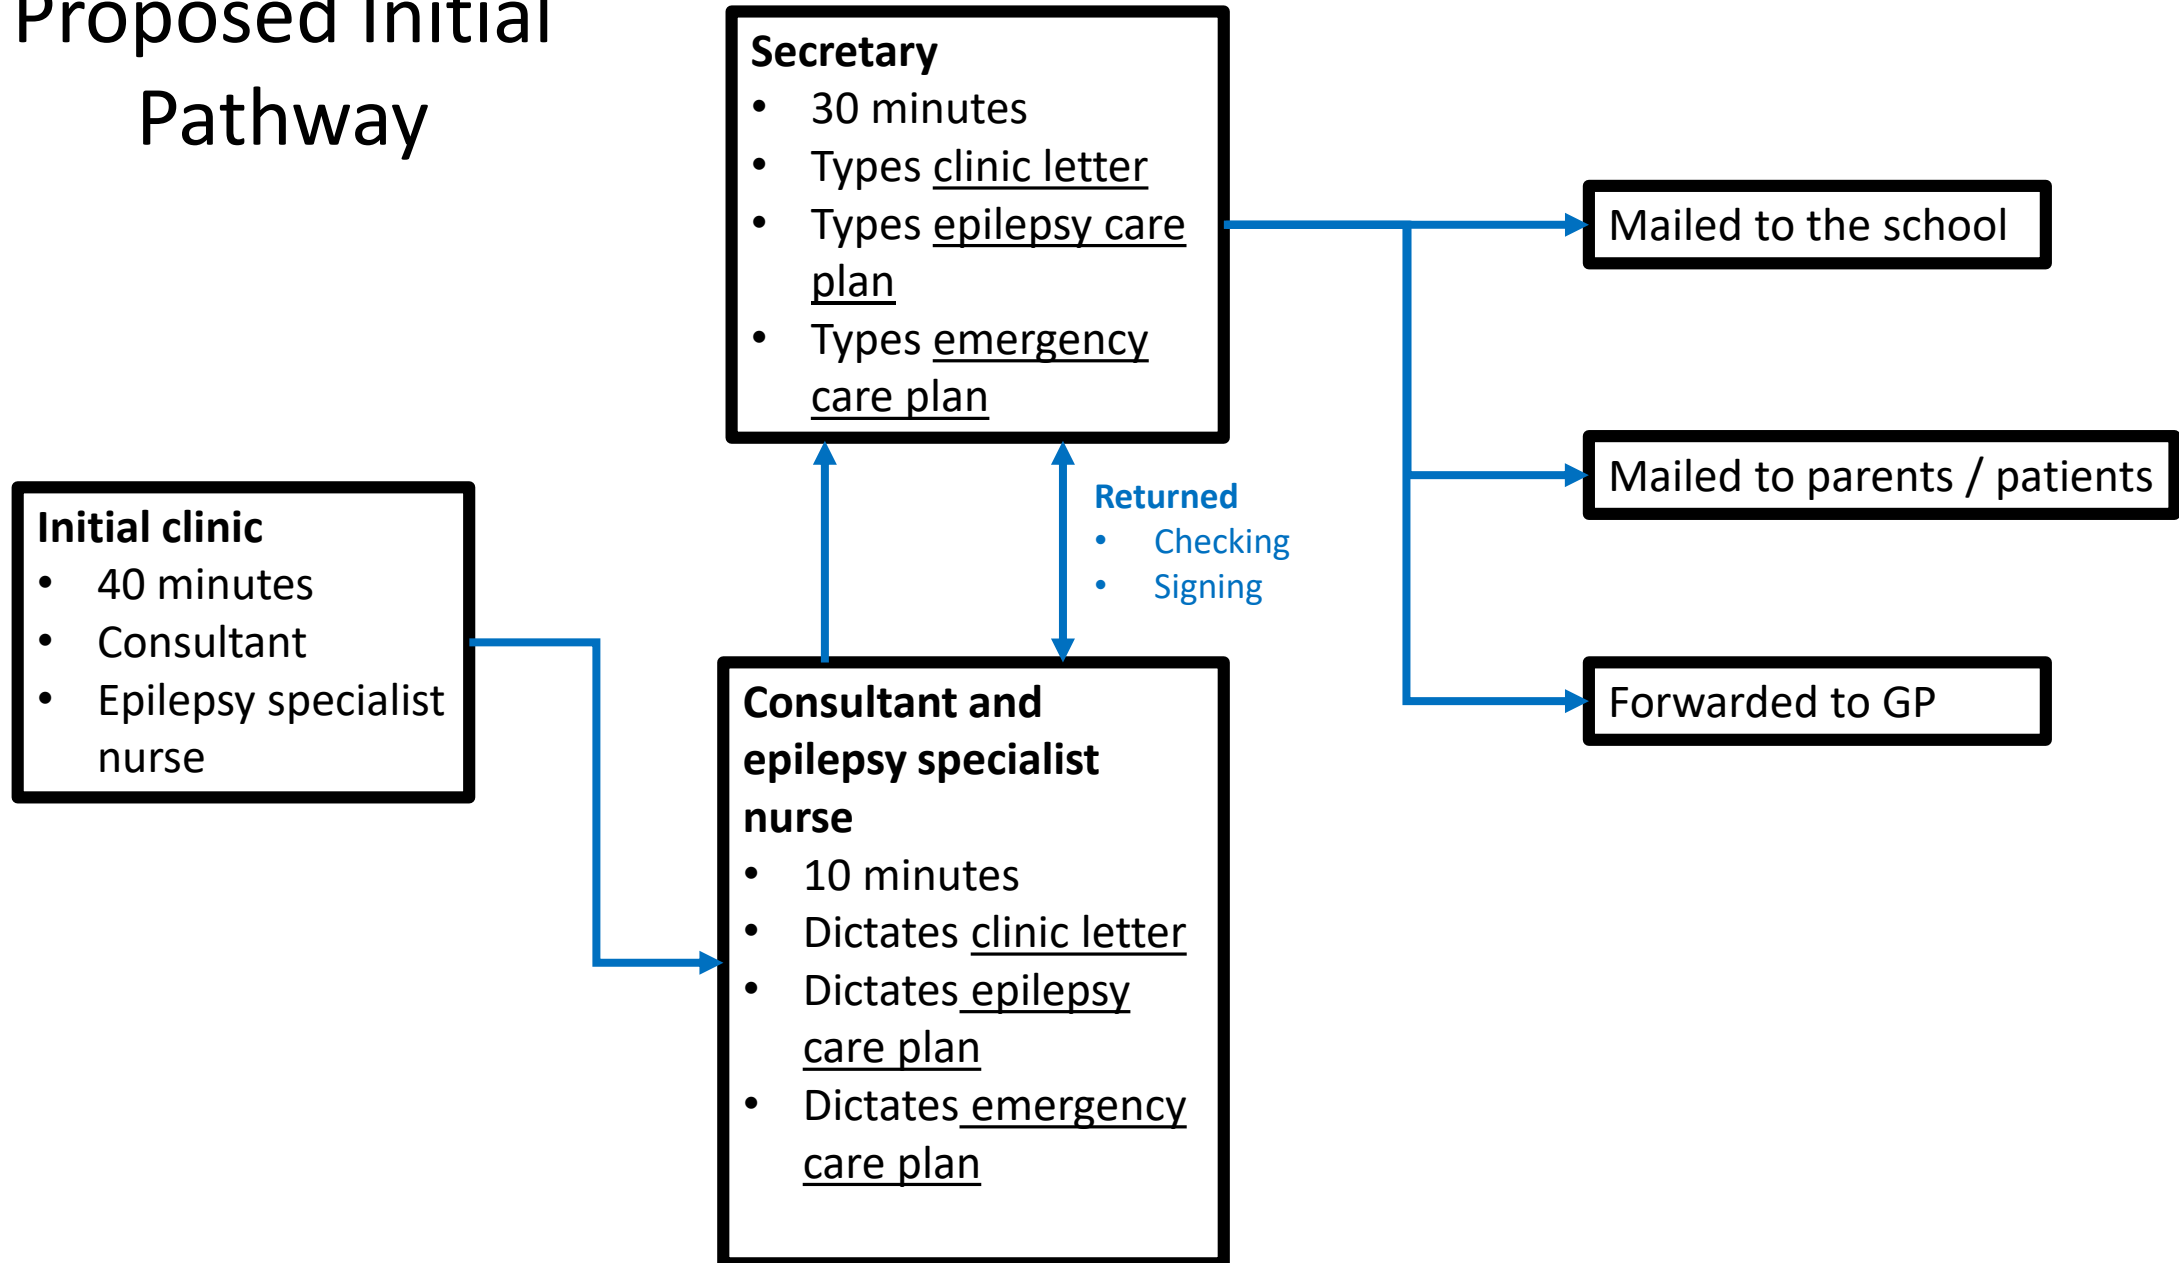 Proposed Initial
Pathway
Secretary
• 30 minutes
• Types clinic letter
• Types epilepsy care
plan
• Types emergency
care plan
Mailed to the school
Mailed to parents / patients
Forwarded to GP
Returned
• Checking
• Signing
Initial clinic
• 40 minutes
• Consultant
• Epilepsy specialist
nurse
Consultant and
epilepsy specialist
nurse
• 10 minutes
• Dictates clinic letter
• Dictates epilepsy
care plan
• Dictates emergency
care plan